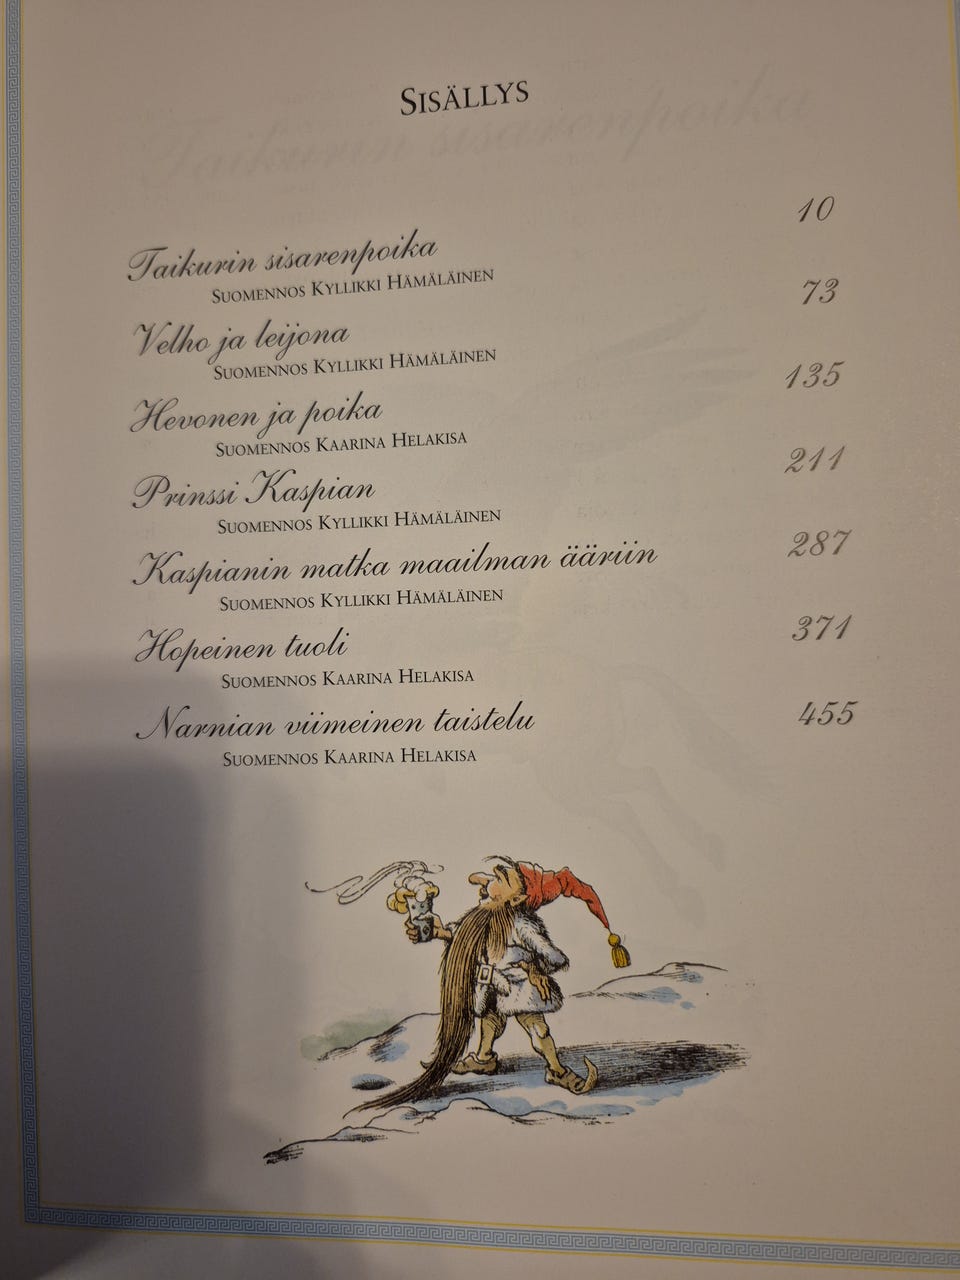 SISÄLLYS
Taikurin sisarenpoika 10
SUOMENNOS KYLLIKKI HÄMÄLÄINEN
Velho ja leijona 73
SUOMENNOS KYLLIKKI HÄMÄLÄINEN
Hevonen ja poika 135
SUOMENNOS KAARINA HELAKISA
Prinssi Kaspian 211
SUOMENNOS KYLLIKKI HÄMÄLÄINEN
Kaspianin matka maailman ääriin 287
SUOMENNOS KYLLIKKI HÄMÄLÄINEN
Hopeinen tuoli 371
SUOMENNOS KAARINA HELAKISA
Narnian viimeinen taistelu 455
SUOMENNOS KAARINA HELAKISA